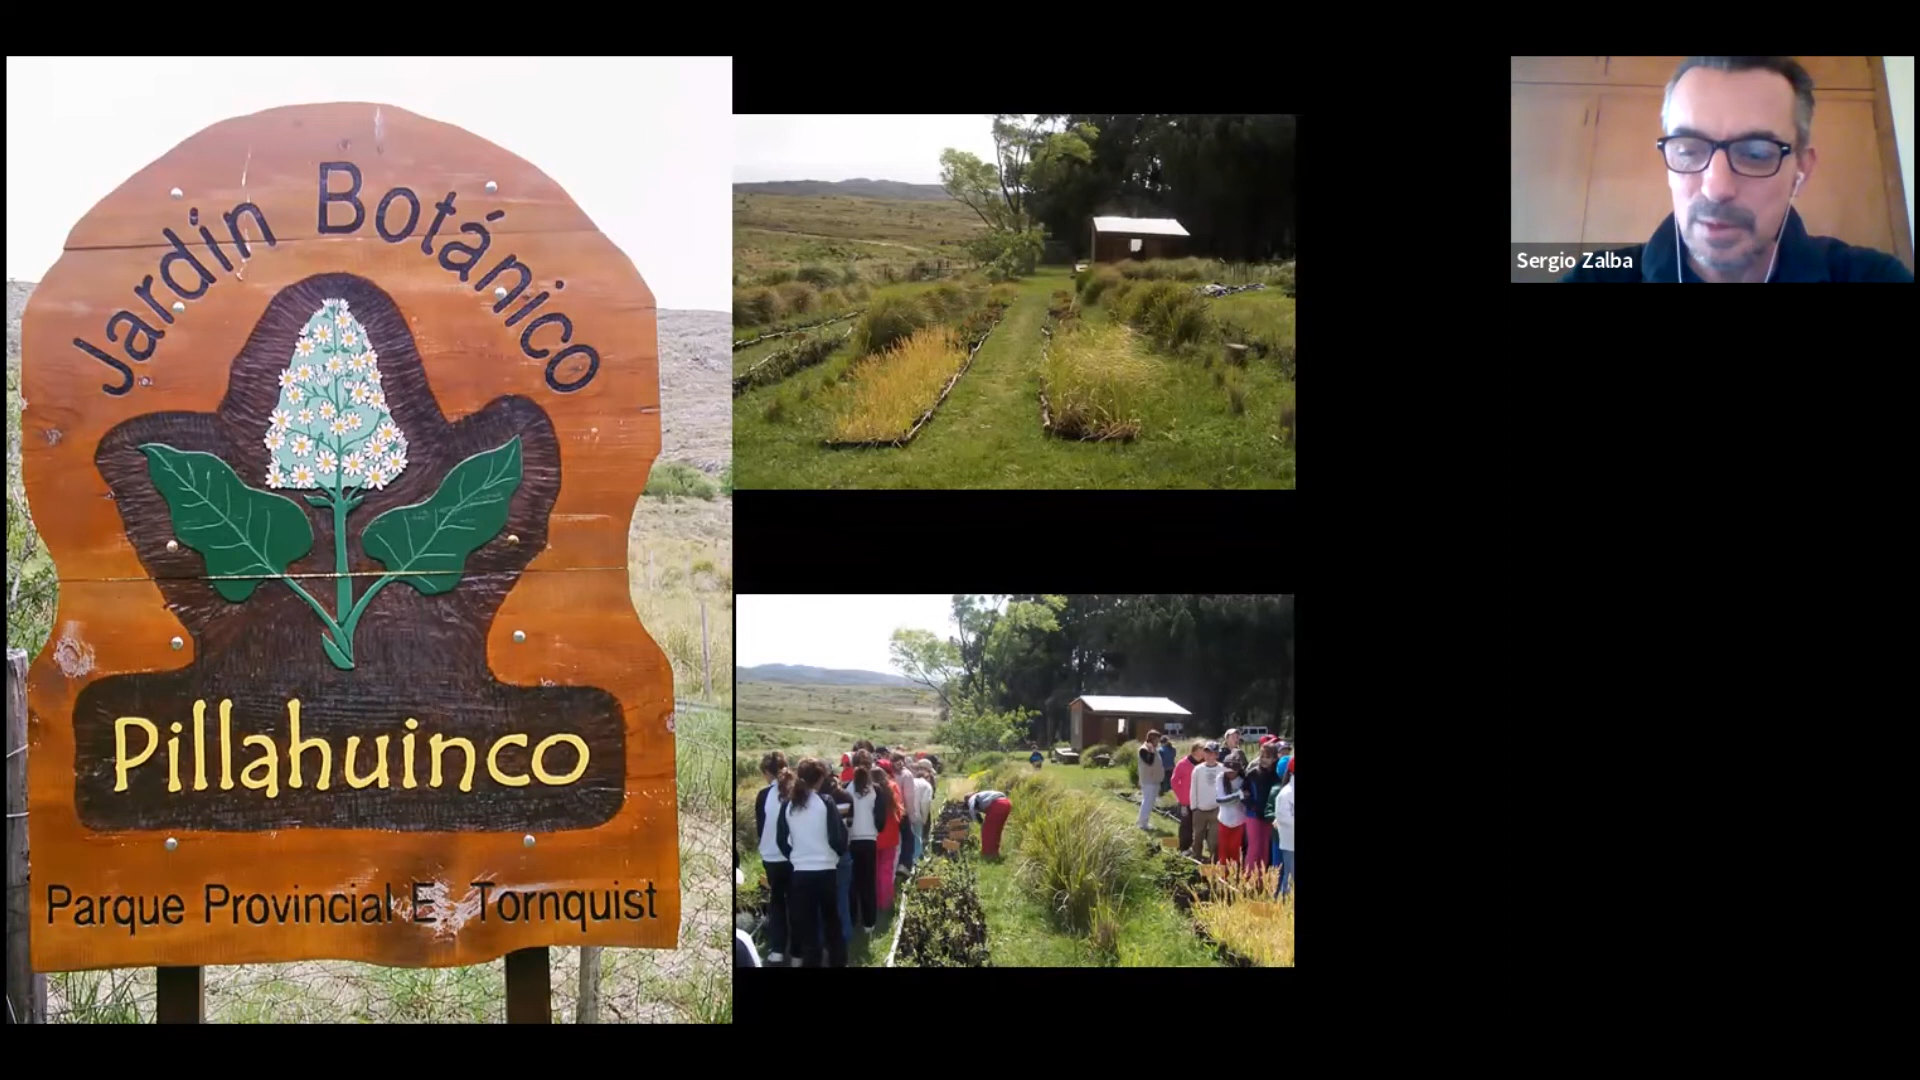 Jardín Botánico
Pillahuinco
Parque Provincial E. Tornquist
Sergio Zalba